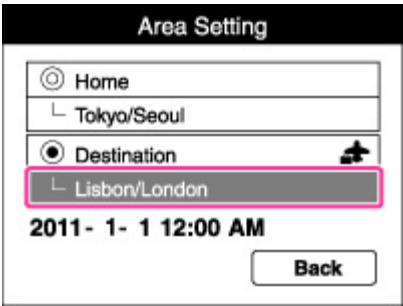 Area Setting
Home
Tokyo/Seoul
Destination
Lisbon/London
2011- 1- 1 12:00 AM
Back